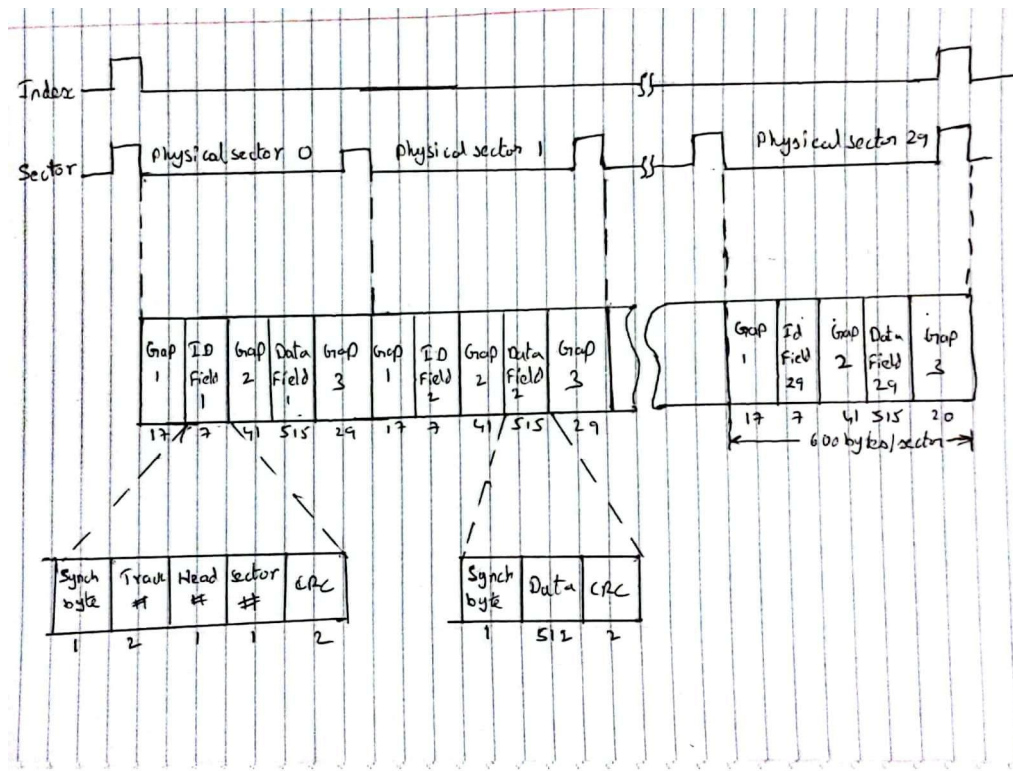 Index
Sector
Physical sector 0
Physical sector 1
Physical sector 29
Gap 1
ID Field 1
Gap 2
Data Field 1
Gap 3
Gap 1
ID Field 2
Gap 2
Data Field 2
Gap 3
Gap 1
Id Field 29
Gap 2
Data Field 29
Gap 3
17 7 41 515 29 17 7 41 515 29
17 7 41 515 20
600 bytes/sector
Synch byte
Track #
Head #
Sector #
CRC
1 2 1 1 2
Synch byte
Data
CRC
1 512 2